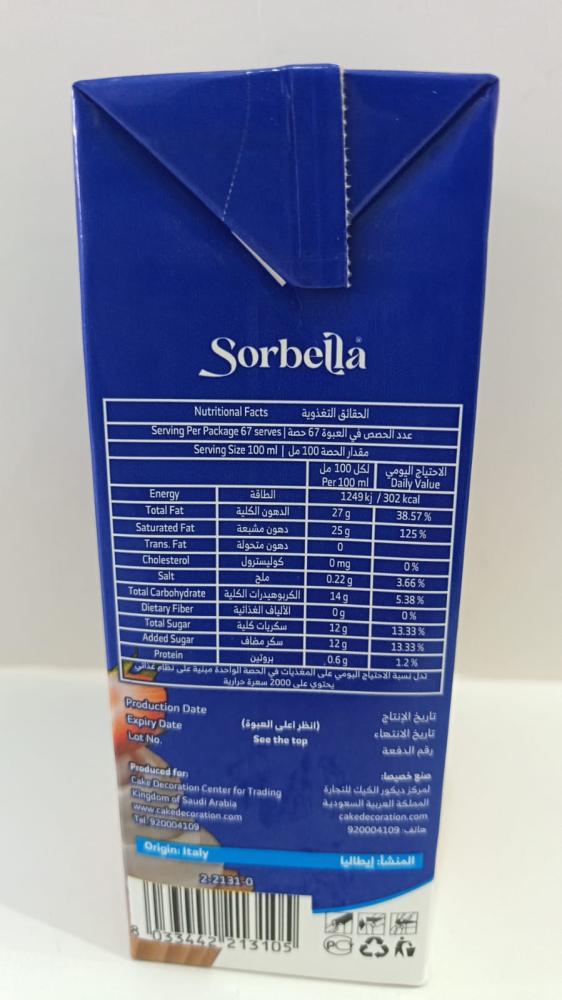 Sorbella®
Nutritional Facts الحقائق التغذوية
Serving Per Package 67 serves | عدد الحصص في العبوة 67 حصة
Serving Size 100 ml | مقدار الحصة 100 مل
لكل 100 مل الاحتياج اليومي
Per 100 ml Daily Value
Energy الطاقة 1249 kj / 302 kcal
Total Fat الدهون الكلية 27 g 38.57 %
Saturated Fat دهون مشبعة 25 g 125 %
Trans. Fat دهون متحولة 0
Cholesterol كوليسترول 0 mg 0 %
Salt ملح 0.22 g 3.66 %
Total Carbohydrate الكربوهيدرات الكلية 14 g 5.38 %
Dietary Fiber الألياف الغذائية 0 g 0 %
Total Sugar سكريات كلية 12 g 13.33 %
Added Sugar سكر مضاف 12 g 13.33 %
Protein بروتين 0.6 g 1.2 %
تدل نسبة الاحتياج اليومي على المغذيات في الحصة الواحدة مبنية على نظام غذائي
يحتوي على 2000 سعرة حرارية
Production Date تاريخ الإنتاج
Expiry Date (انظر اعلى العبوة) تاريخ الانتهاء
Lot No. See the top رقم الدفعة
Produced for: صنع خصيصا:
Cake Decoration Center for Trading لمركز ديكور الكيك للتجارة
Kingdom of Saudi Arabia المملكة العربية السعودية
www.cakedecoration.com cakedecoration.com
Tel: 920004109 هاتف: 920004109
Origin: Italy المنشأ: إيطاليا
2-2131-0
8 033442 213105